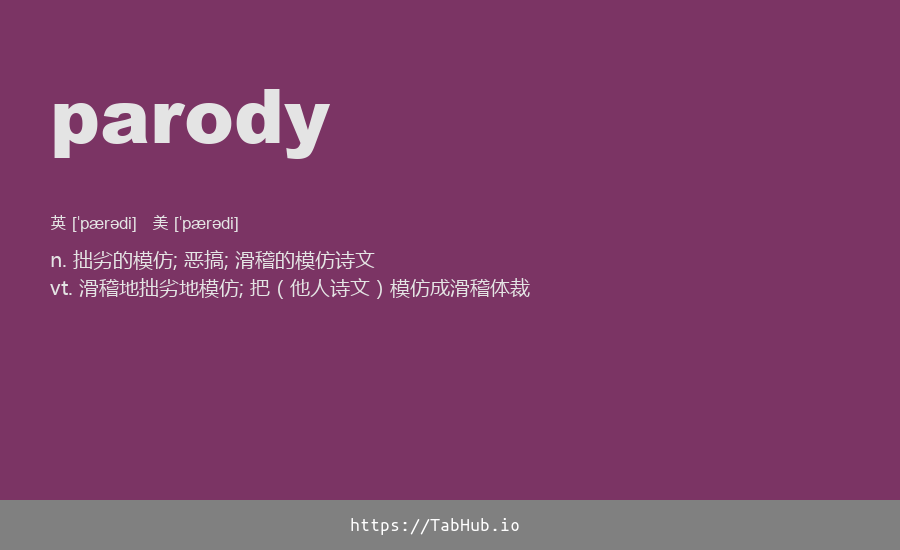 parody
英 [ˈpærədi] 美 [ˈpærədi]
n. 拙劣的模仿; 恶搞; 滑稽的模仿诗文
vt. 滑稽地拙劣地模仿; 把（他人诗文）模仿成滑稽体裁
https://TabHub.io